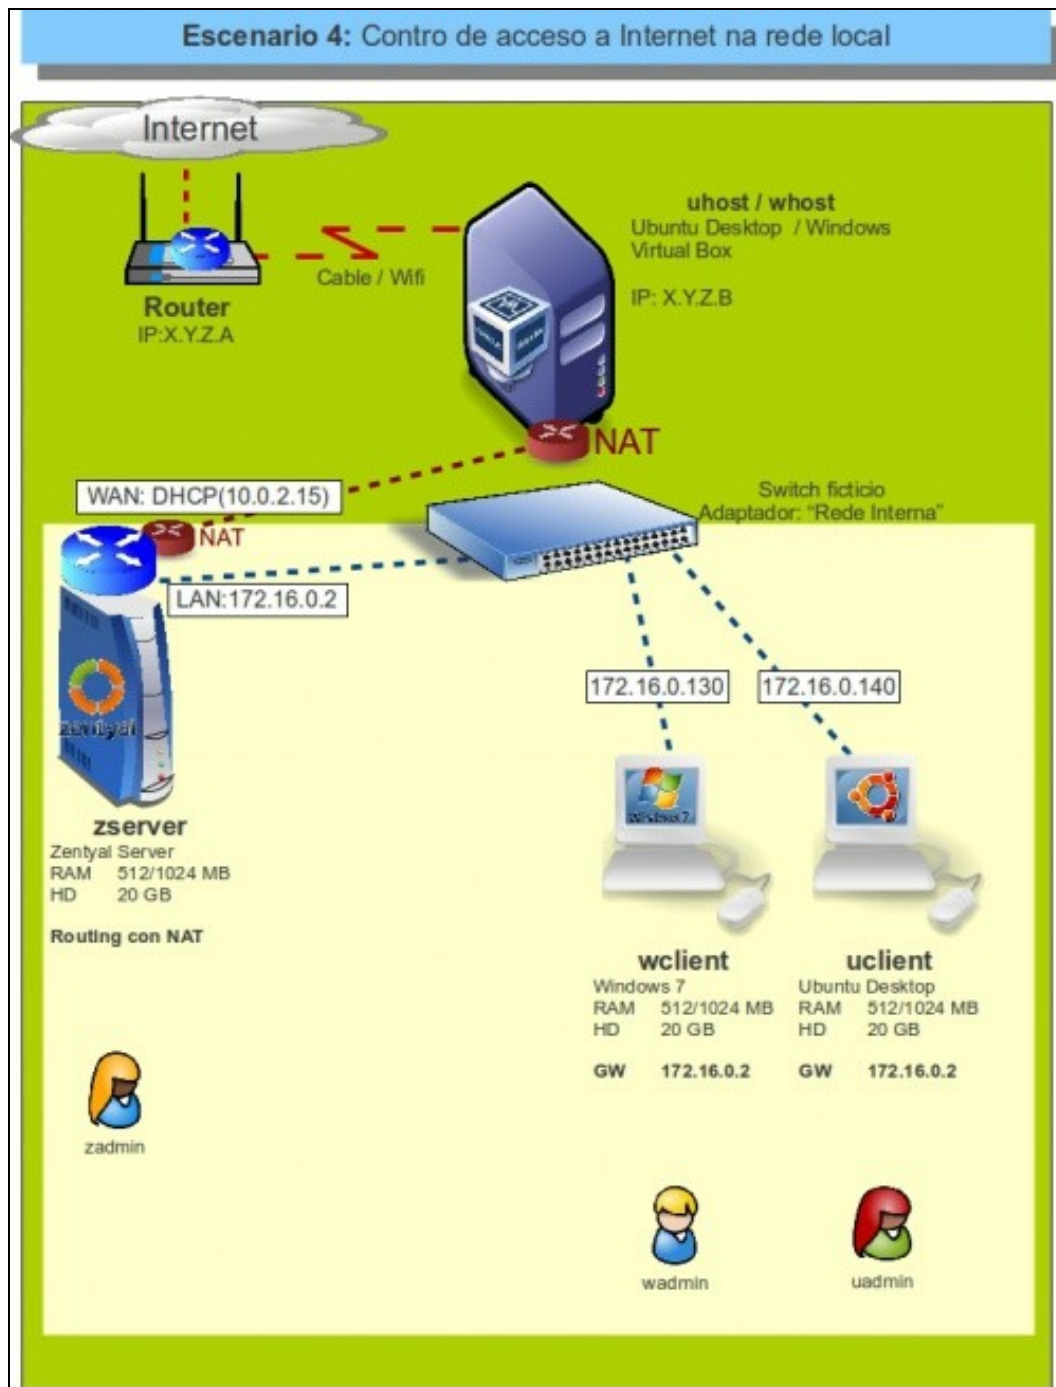 Escenario 4: Contro de acceso a Internet na rede local
Internet
uhost / whost
Ubuntu Desktop / Windows
Virtual Box
IP: X.Y.Z.B
Cable / Wifi
Router
IP:X.Y.Z.A
NAT
WAN: DHCP(10.0.2.15)
Switch ficticio
Adaptador: "Rede Interna"
NAT
LAN:172.16.0.2
172.16.0.130
172.16.0.140
zentyal
Windows 7
zserver
Zentyal Server
RAM 512/1024 MB
HD 20 GB
Routing con NAT
wclient
Windows 7
RAM 512/1024 MB
HD 20 GB
GW 172.16.0.2
uclient
Ubuntu Desktop
RAM 512/1024 MB
HD 20 GB
GW 172.16.0.2
zadmin
wadmin
uadmin